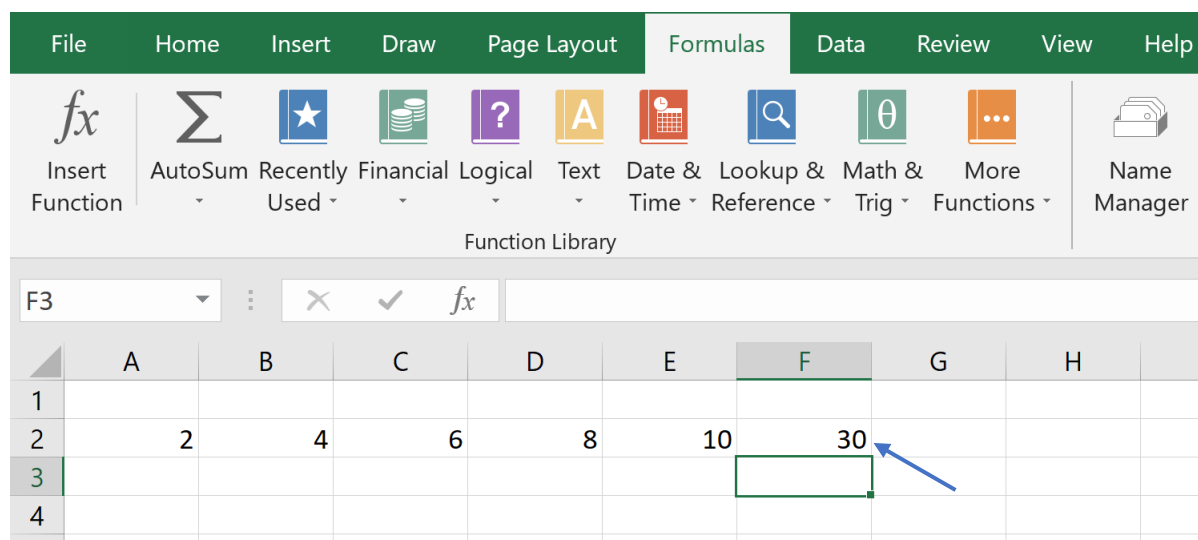 File Home Insert Draw Page Layout Formulas Data Review View Help
fx Σ ? A θ
Insert AutoSum Recently Financial Logical Text Date & Lookup & Math & More Name
Function Used Time Reference Trig Functions Manager
Function Library
F3 fx
A B C D E F G H
1
2 2 4 6 8 10 30
3
4